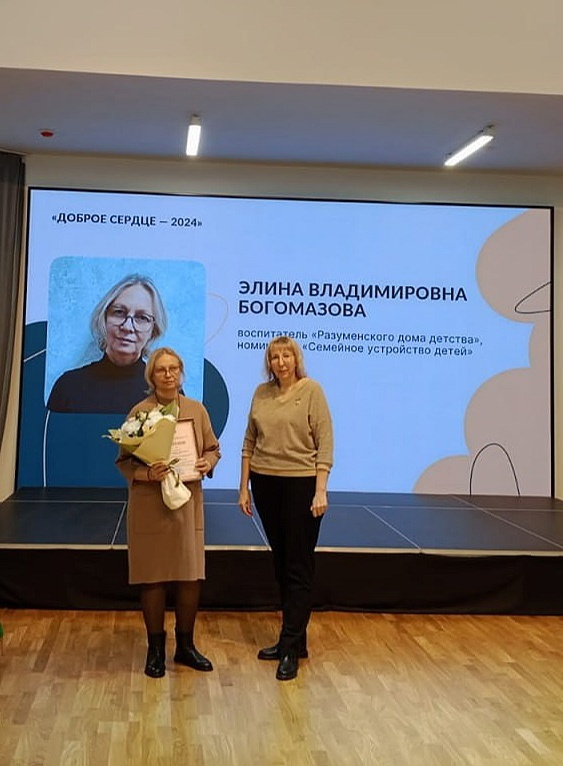 «ДОБРОЕ СЕРДЦЕ — 2024»
ЭЛИНА ВЛАДИМИРОВНА
БОГОМАЗОВА
воспитатель «Разуменского дома детства»,
«Семейное устройство детей»